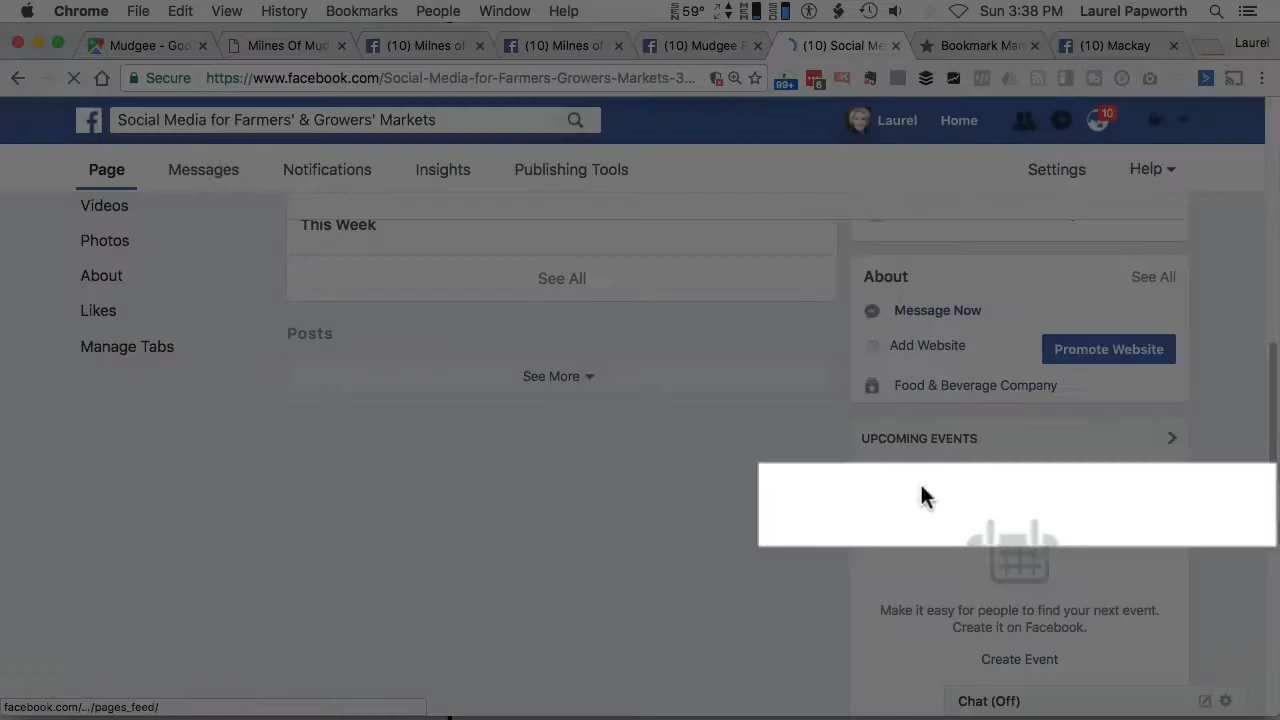 Chrome File Edit View History Bookmarks People Window Help 59° Sun 3:38 PM Laurel Papworth
Mudgee - Goo Milnes Of Mud (10) Milnes of (10) Milnes of (10) Mudgee F (10) Social Me Bookmark Man (10) Mackay Laurel
Secure https://www.facebook.com/Social-Media-for-Farmers-Growers-Markets-3... 99+ 6
Social Media for Farmers' & Growers' Markets Laurel Home 10
Page Messages Notifications Insights Publishing Tools Settings Help
Videos
Photos
About
Likes
Manage Tabs
This Week
See All
Posts
See More
About See All
Message Now
Add Website Promote Website
Food & Beverage Company
UPCOMING EVENTS
Make it easy for people to find your next event.
Create it on Facebook.
Create Event
Chat (Off)
facebook.com/.../pages_feed/